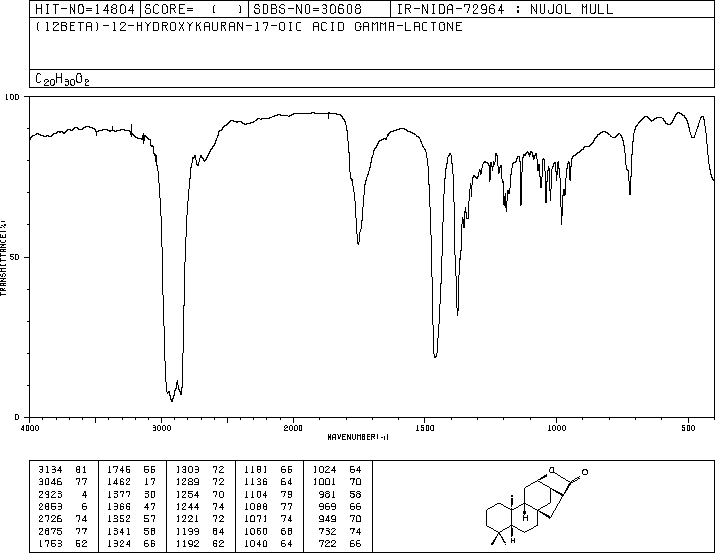 HIT-NO=14804 SCORE= ( ) SDBS-NO=30608 IR-NIDA-72964 : NUJOL MULL
(12BETA)-12-HYDROXYKAURAN-17-OIC ACID GAMMA-LACTONE
C20H30O2
100
50
0
TRANSMITTANCE(%)
4000 3000 2000 1500 1000 500
WAVENUMBER(-1)
3134 81 1746 66 1303 72 1181 66 1024 64
3046 77 1462 17 1289 72 1136 64 1001 70
2923 4 1377 30 1254 70 1104 79 981 58
2853 6 1366 47 1244 74 1088 77 969 66
2726 74 1352 57 1221 72 1071 74 949 70
2675 77 1341 58 1199 64 1060 68 732 74
1753 52 1324 66 1192 62 1040 64 722 66
O
O
H
H